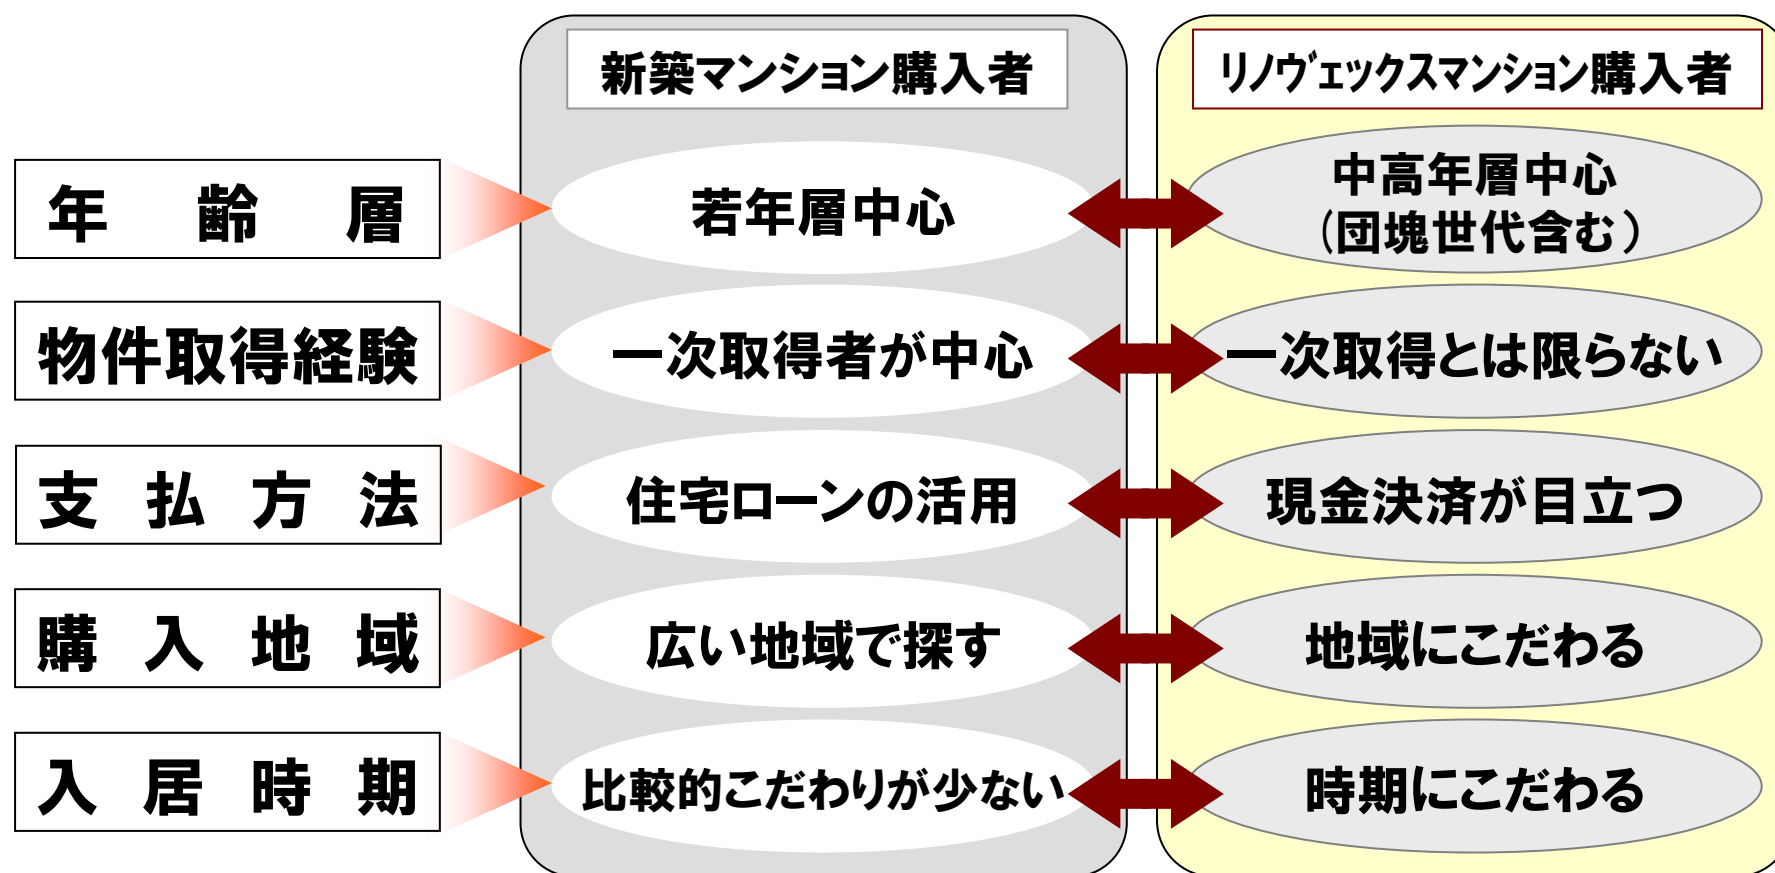 新築マンション購入者
リノヴェックスマンション購入者
年齢層
若年層中心
中高年層中心
(団塊世代含む)
物件取得経験
一次取得者が中心
一次取得とは限らない
支払方法
住宅ローンの活用
現金決済が目立つ
購入地域
広い地域で探す
地域にこだわる
入居時期
比較的こだわりが少ない
時期にこだわる